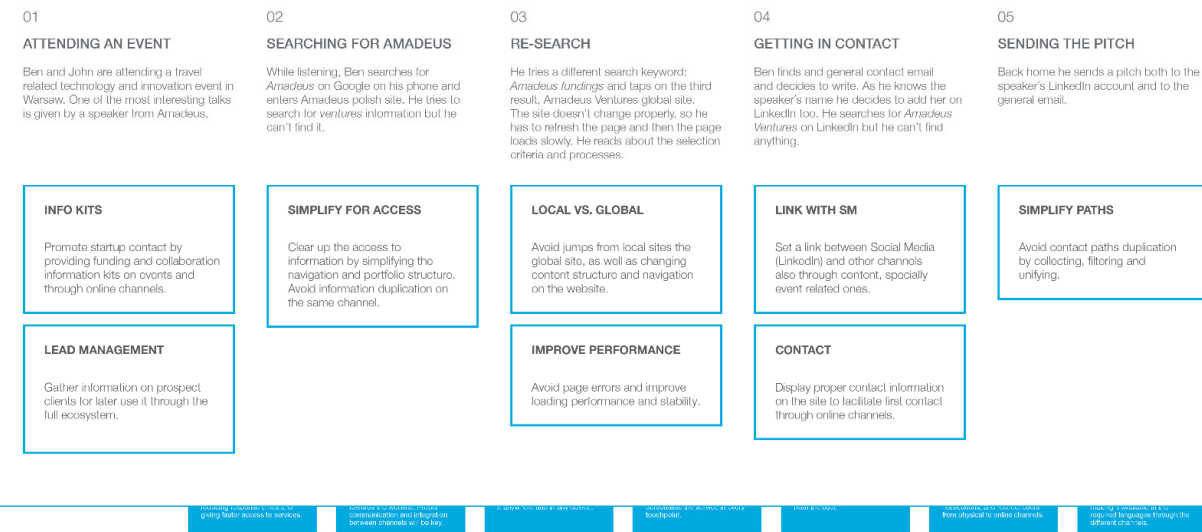 01
ATTENDING AN EVENT
Ben and John are attending a travel
related technology and innovation event in
Warsaw. One of the most interesting talks
is given by a speaker from Amadeus.
02
SEARCHING FOR AMADEUS
While listening, Ben searches for
Amadeus on Google on his phone and
enters Amadeus polish site. He tries to
search for ventures information but he
can't find it.
03
RE-SEARCH
He tries a different search keyword:
Amadeus fundings and taps on the third
result, Amadeus Ventures global site.
The site doesn't change properly, so he
has to refresh the page and then the page
loads slowly. He reads about the selection
criteria and processes.
04
GETTING IN CONTACT
Ben finds and general contact email
and decides to write. As he knows the
speaker's name he decides to add her on
LinkedIn too. He searches for Amadeus
Ventures on LinkedIn but he can't find
anything.
05
SENDING THE PITCH
Back home he sends a pitch both to the
speaker's LinkedIn account and to the
general email.
INFO KITS
Promote startup contact by
providing funding and collaboration
information kits on events and
through online channels.
SIMPLIFY FOR ACCESS
Clear up the access to
information by simplifying the
navigation and portfolio structure.
Avoid information duplication on
the same channel.
LOCAL VS. GLOBAL
Avoid jumps from local sites the
global site, as well as changing
content structure and navigation
on the website.
LINK WITH SM
Set a link between Social Media
(LinkedIn) and other channels
also through content, specially
event related ones.
SIMPLIFY PATHS
Avoid contact paths duplication
by collecting, filtering and
unifying.
LEAD MANAGEMENT
Gather information on prospect
clients for later use it through the
full ecosystem.
IMPROVE PERFORMANCE
Avoid page errors and improve
loading performance and stability.
CONTACT
Display proper contact information
on the site to facilitate first contact
through online channels.
giving faster access to services.
communication and integration
between channels will be key.
touchpoint.
from physical to online channels.
required languages through the
different channels.